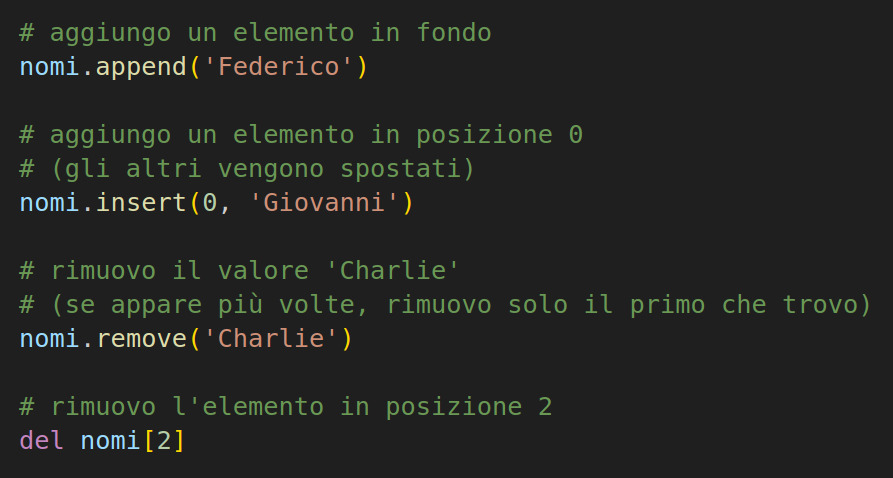 # aggiungo un elemento in fondo
nomi.append('Federico')
# aggiungo un elemento in posizione 0
# (gli altri vengono spostati)
nomi.insert(0, 'Giovanni')
# rimuovo il valore 'Charlie'
# (se appare più volte, rimuovo solo il primo che trovo)
nomi.remove('Charlie')
# rimuovo l'elemento in posizione 2
del nomi[2]